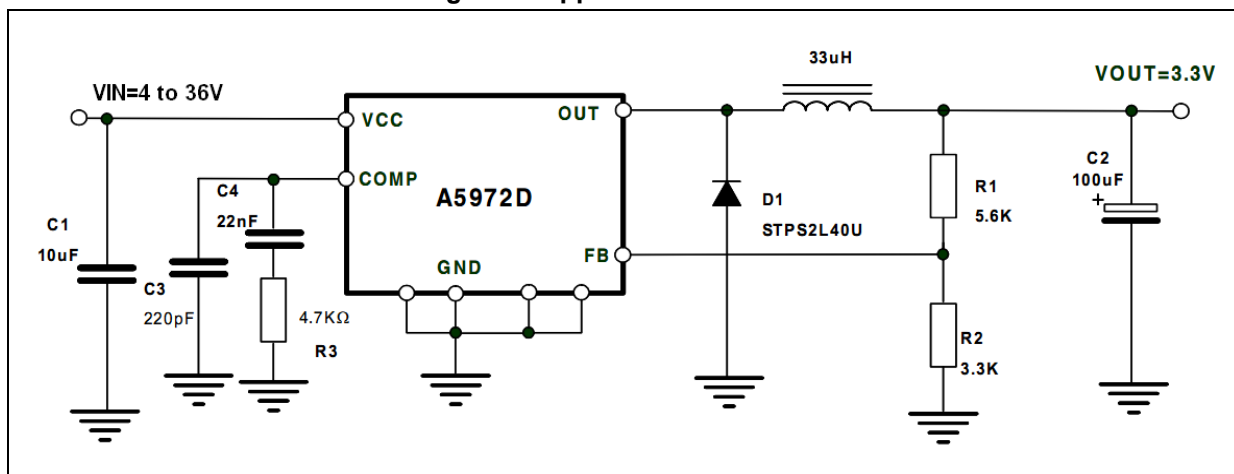 VIN=4 to 36V
VCC
COMP
A5972D
GND
OUT
FB
33uH
VOUT=3.3V
C1
10uF
C4
22nF
C3
220pF
4.7KΩ
R3
D1
STPS2L40U
R1
5.6K
R2
3.3K
C2
100uF
+